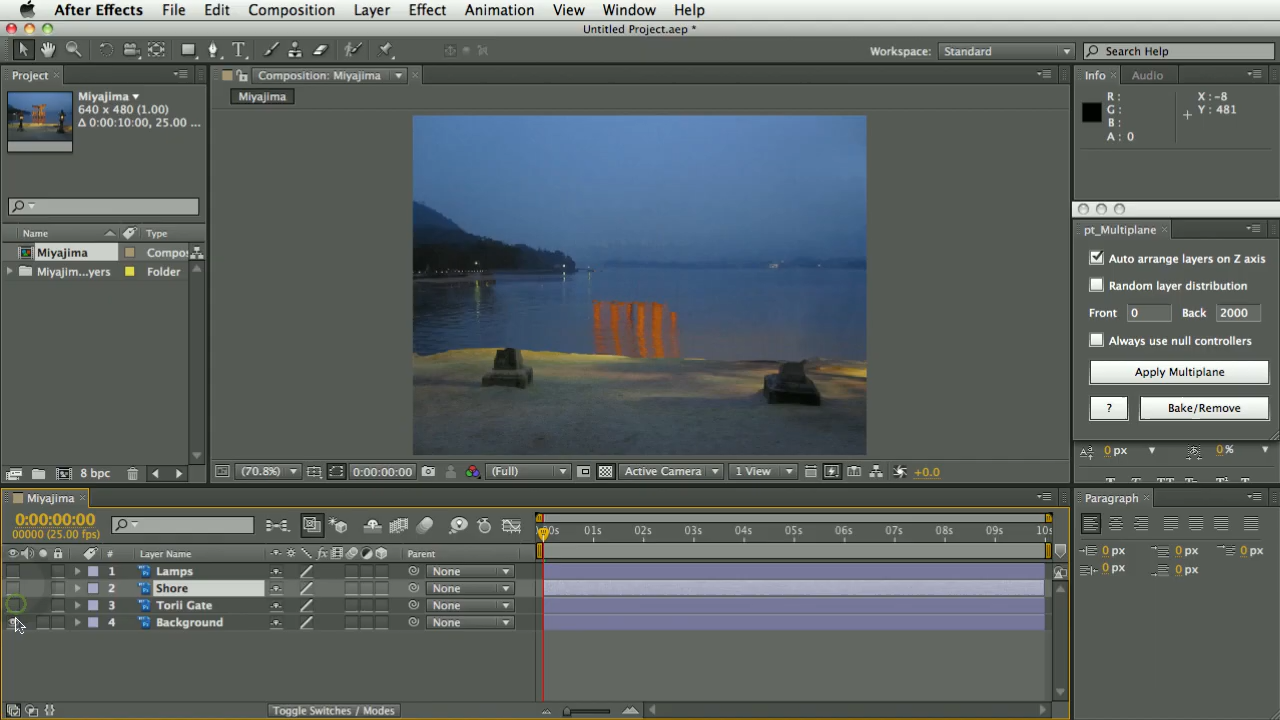 After Effects File Edit Composition Layer Effect Animation View Window Help
Untitled Project.aep *
Workspace: Standard
Search Help
Project
Composition: Miyajima
Info Audio
Miyajima
640 x 480 (1.00)
Δ 0:00:10:00, 25.00 ...
Miyajima
R :
G :
B :
A : 0
X : -8
Y : 481
pt_Multiplane
Auto arrange layers on Z axis
Random layer distribution
Front 0 Back 2000
Always use null controllers
Apply Multiplane
? Bake/Remove
Name Type
Miyajima Compos
Miyajim...yers Folder
8 bpc
(70.8%) 0:00:00:00 (Full) Active Camera 1 View +0.0
0 px 0 %
Miyajima
Paragraph
0:00:00:00
00000 (25.00 fps)
00s 01s 02s 03s 04s 05s 06s 07s 08s 09s 10s
# Layer Name fx Parent
1 Lamps None
2 Shore None
3 Torii Gate None
4 Background None
0 px 0 px 0 px
0 px 0 px
Toggle Switches / Modes